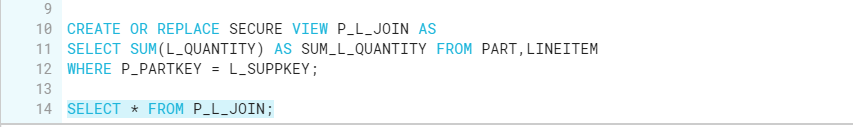 9
10 CREATE OR REPLACE SECURE VIEW P_L_JOIN AS
11 SELECT SUM(L_QUANTITY) AS SUM_L_QUANTITY FROM PART,LINEITEM
12 WHERE P_PARTKEY = L_SUPPKEY;
13
14 SELECT * FROM P_L_JOIN;